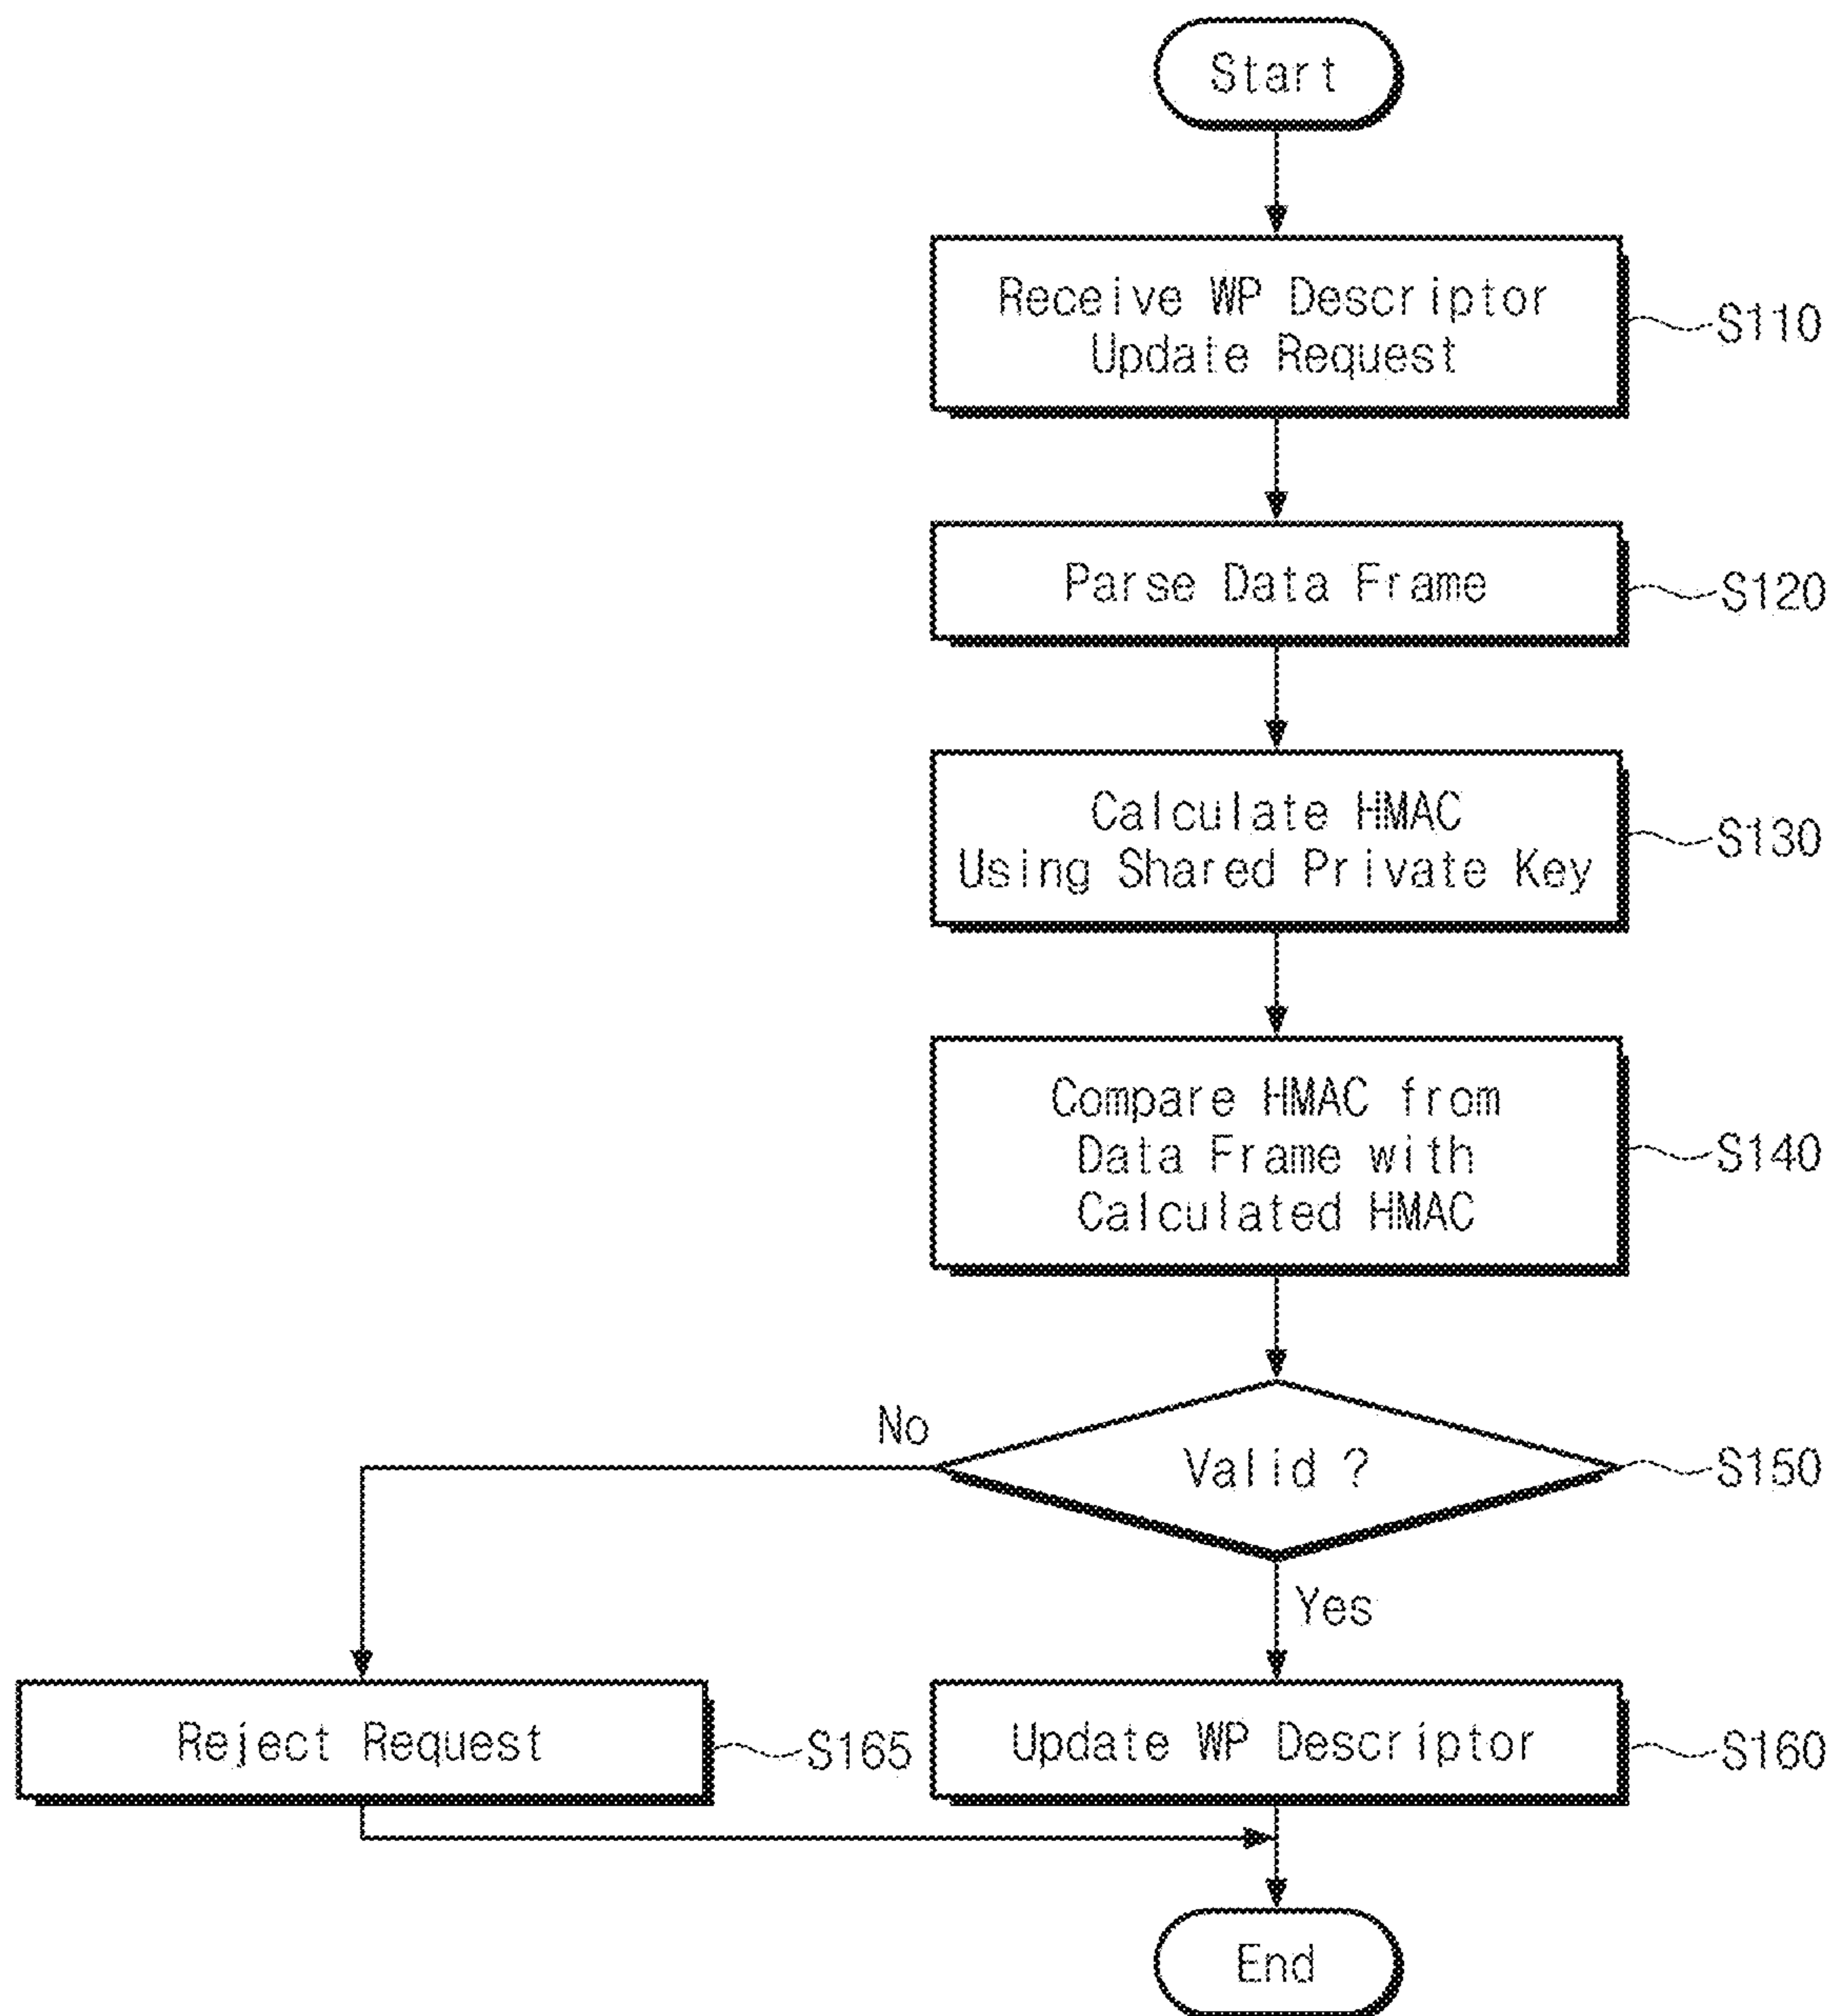 Start
Receive WP Descriptor
Update Request
S110
Parse Data Frame
S120
Calculate HMAC
Using Shared Private Key
S130
Compare HMAC from
Data Frame with
Calculated HMAC
S140
No
Valid ?
S150
Yes
Reject Request
S165
Update WP Descriptor
S160
End